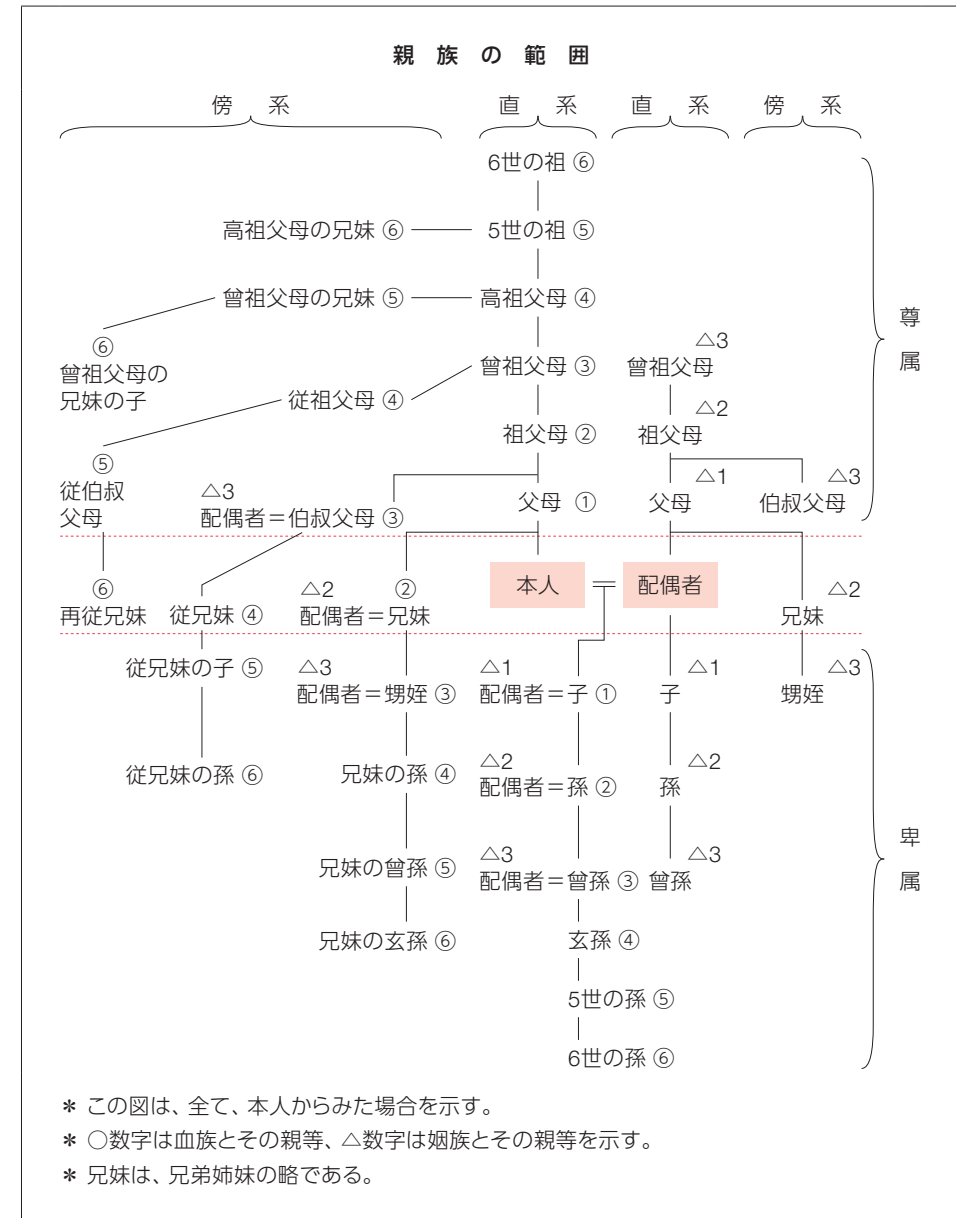 親族の範囲
傍系 直系 直系 傍系
6世の祖 ⑥
高祖父母の兄妹 ⑥ 5世の祖 ⑤
曾祖父母の兄妹 ⑤ 高祖父母 ④
尊属
⑥
曾祖父母の
兄妹の子
△3
曾祖父母 ③ 曾祖父母
従祖父母 ④
△2
祖父母 ② 祖父母
⑤
従伯叔
父母
△3 △1 △3
配偶者＝伯叔父母 ③ 父母 ① 父母 伯叔父母
⑥ △2 ② 本人 配偶者 △2
再従兄妹 従兄妹 ④ 配偶者＝兄妹 兄妹
従兄妹の子 ⑤ △3 △1 △1 △3
配偶者＝甥姪 ③ 配偶者＝子 ① 子 甥姪
△2 △2
従兄妹の孫 ⑥ 兄妹の孫 ④ 配偶者＝孫 ② 孫
卑属
△3 △3
兄妹の曾孫 ⑤ 配偶者＝曾孫 ③ 曾孫
兄妹の玄孫 ⑥ 玄孫 ④
5世の孫 ⑤
6世の孫 ⑥
＊ この図は、全て、本人からみた場合を示す。
＊ ○数字は血族とその親等、△数字は姻族とその親等を示す。
＊ 兄妹は、兄弟姉妹の略である。